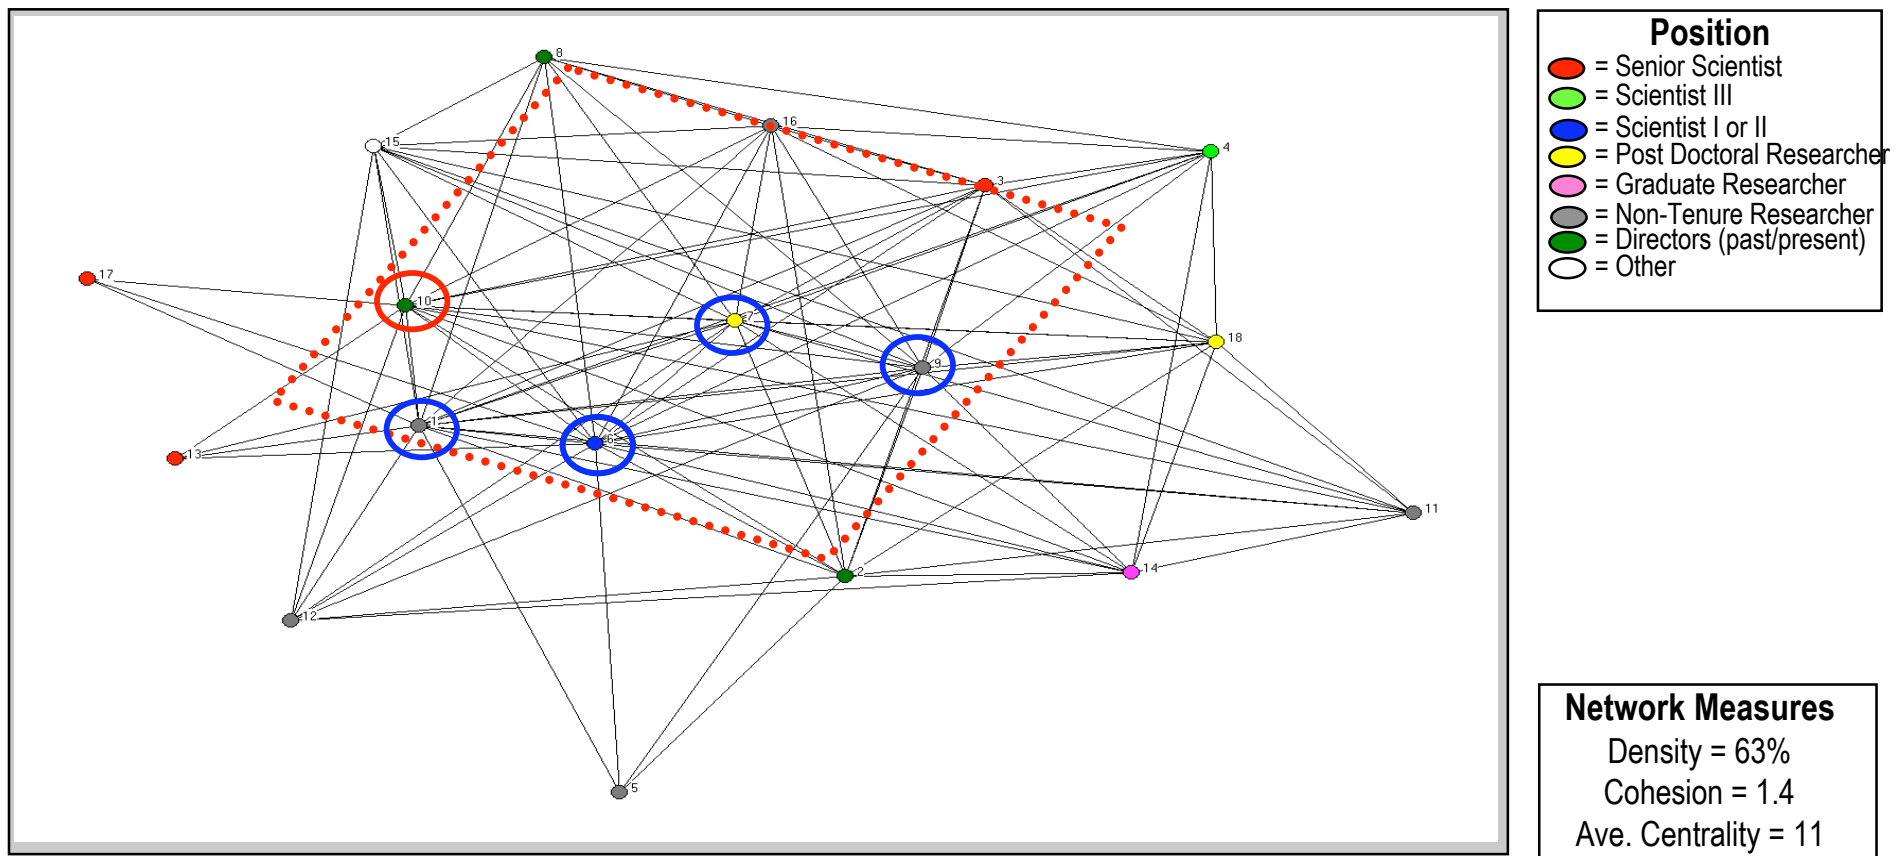 8
16
15
4
3
17
10
7
18
9
1
6
13
11
2
14
12
5
Position
= Senior Scientist
= Scientist III
= Scientist I or II
= Post Doctoral Researcher
= Graduate Researcher
= Non-Tenure Researcher
= Directors (past/present)
= Other
Network Measures
Density = 63%
Cohesion = 1.4
Ave. Centrality = 11